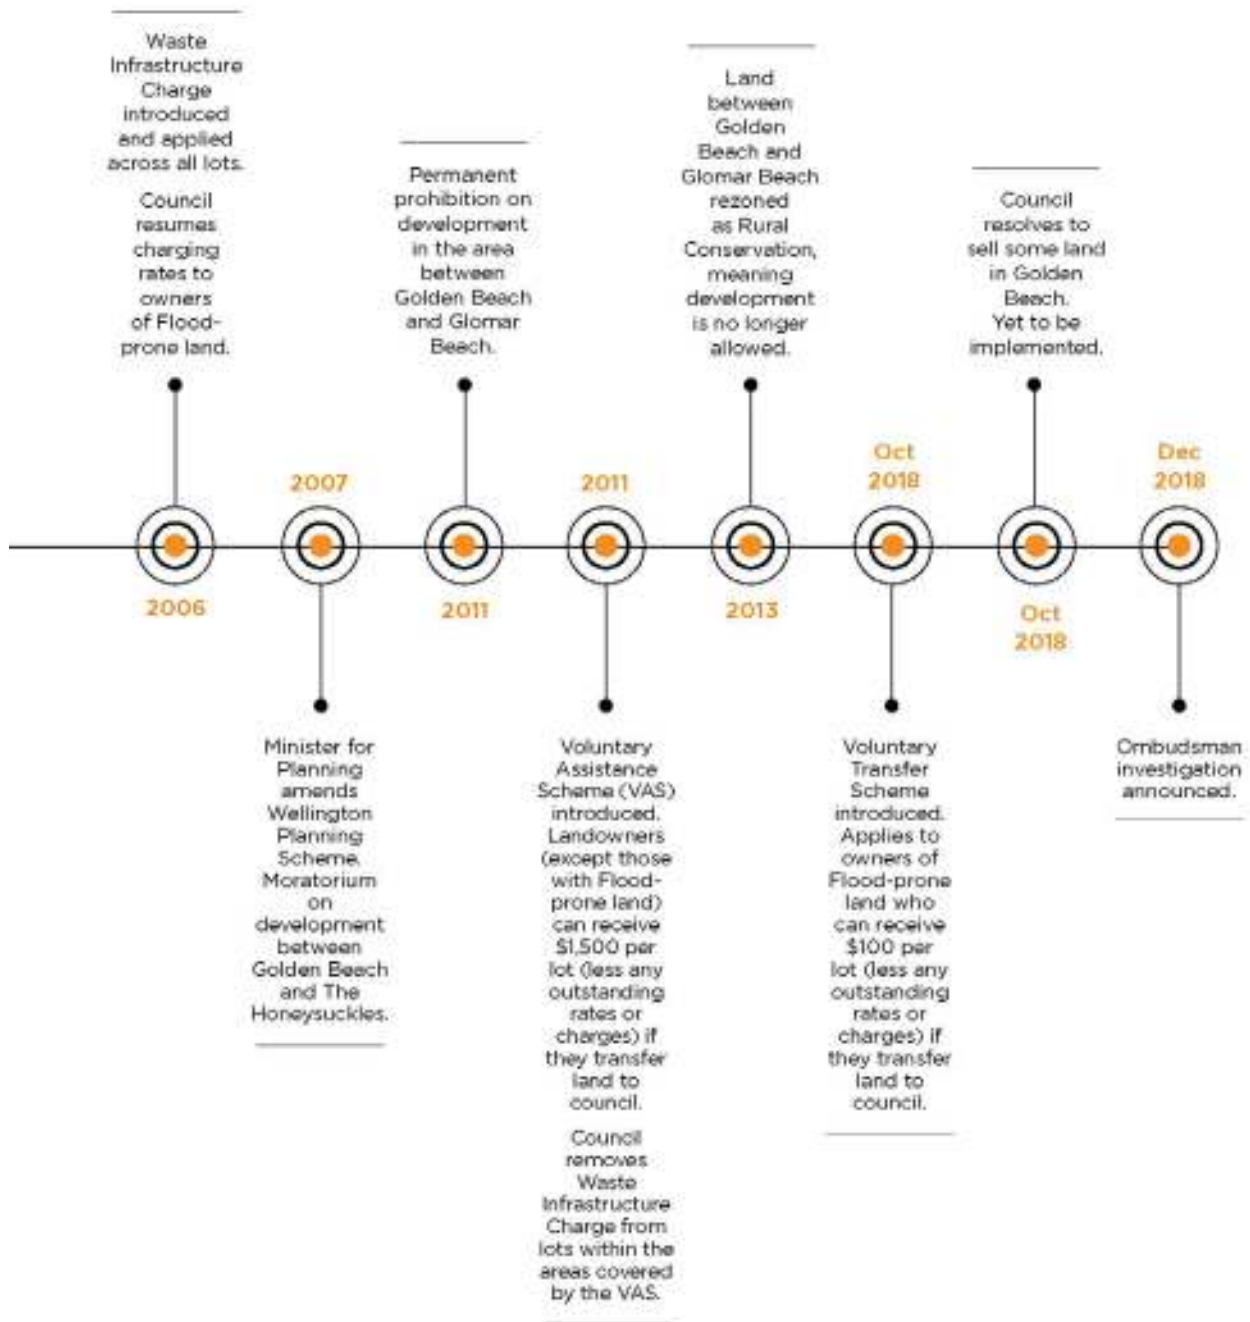 Waste
Infrastructure
Charge
introduced
and applied
across all lots.
Council
resumes
charging
rates to
owners
of Flood-
prone land.
2006
2007
Minister for
Planning
amends
Wellington
Planning
Scheme.
Moratorium
on
development
between
Golden Beach
and The
Honeysuckles.
Permanent
prohibition on
development
in the area
between
Golden Beach
and Glomar
Beach.
2011
2011
Voluntary
Assistance
Scheme (VAS)
introduced.
Landowners
(except those
with Flood-
prone land)
can receive
$1,500 per
lot (less any
outstanding
rates or
charges) if
they transfer
land to
council.
Council
removes
Waste
Infrastructure
Charge from
lots within the
areas covered
by the VAS.
Land
between
Golden
Beach and
Glomar Beach
rezoned
as Rural
Conservation,
meaning
development
is no longer
allowed.
2013
Oct
2018
Voluntary
Transfer
Scheme
introduced.
Applies to
owners of
Flood-prone
land who
can receive
$100 per
lot (less any
outstanding
rates or
charges) if
they transfer
land to
council.
Council
resolves to
sell some land
in Golden
Beach.
Yet to be
implemented.
Oct
2018
Dec
2018
Ombudsman
investigation
announced.